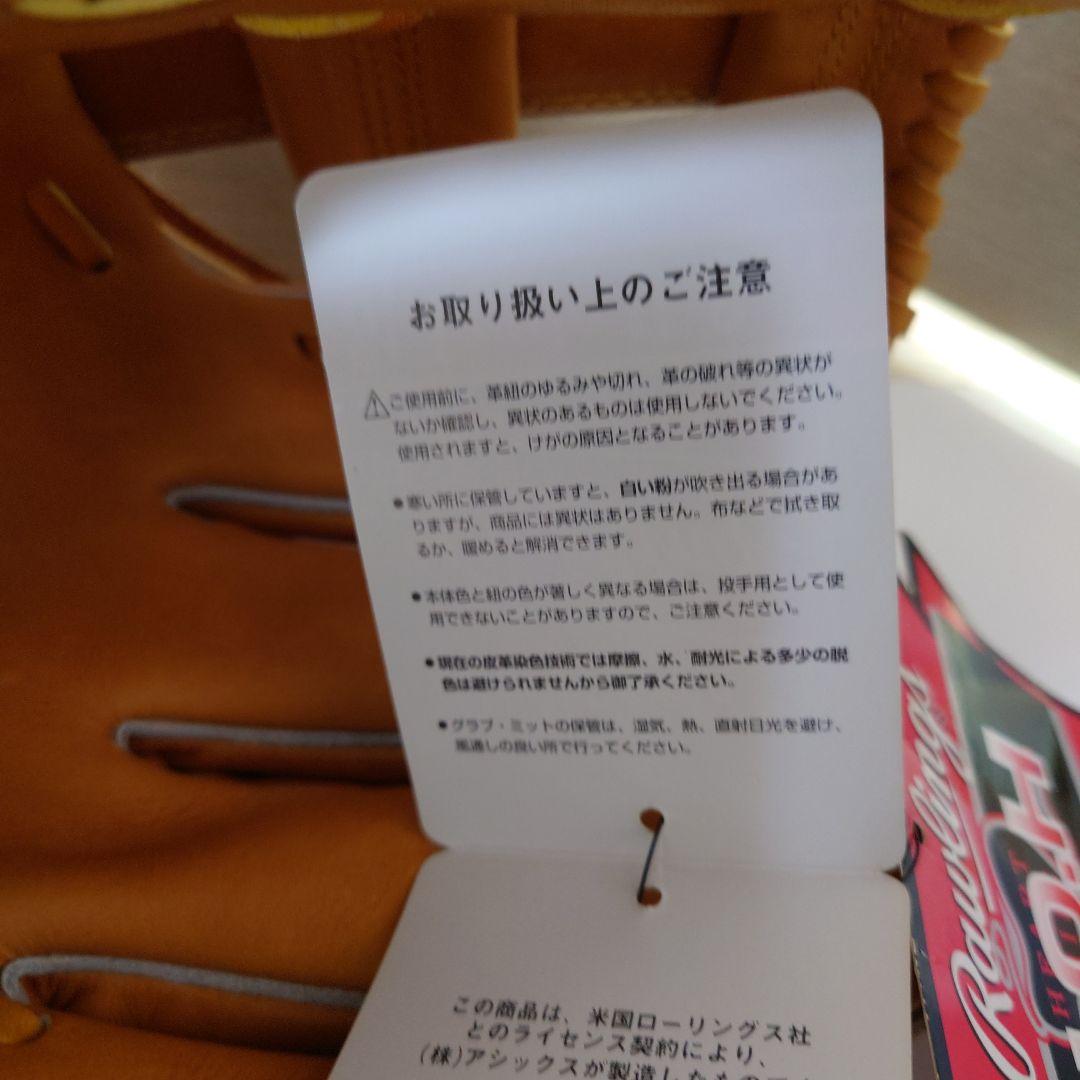 お取り扱い上のご注意
⚠ご使用前に、革紐のゆるみや切れ、革の破れ等の異状が
ないか確認し、異状のあるものは使用しないでください。
使用されますと、けがの原因となることがあります。
●寒い所に保管していますと、白い粉が吹き出る場合があ
りますが、商品には異状はありません。布などで拭き取
るか、暖めると解消できます。
●本体色と紐の色が著しく異なる場合は、投手用として使
用できないことがありますので、ご注意ください。
●現在の皮革染色技術では摩擦、水、耐光による多少の脱
色は避けられませんから御了承ください。
●グラブ・ミットの保管は、湿気、熱、直射日光を避け、
風通しの良い所で行ってください。
この商品は、米国ローリングス社
とのライセンス契約により、
(株)アシックスが製造したもの
Rawlings
HEART
H.O.H